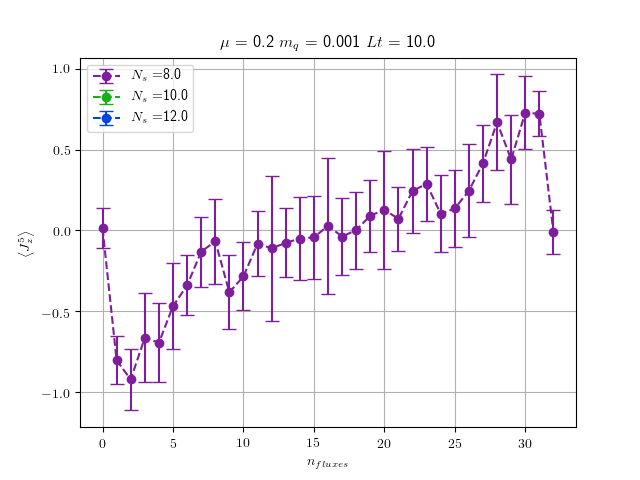 μ = 0.2 m_q = 0.001 Lt = 10.0
N_s =8.0
N_s =10.0
N_s =12.0
1.0
0.5
0.0
−0.5
−1.0
⟨J_z^5⟩
0 5 10 15 20 25 30
n_fluxes